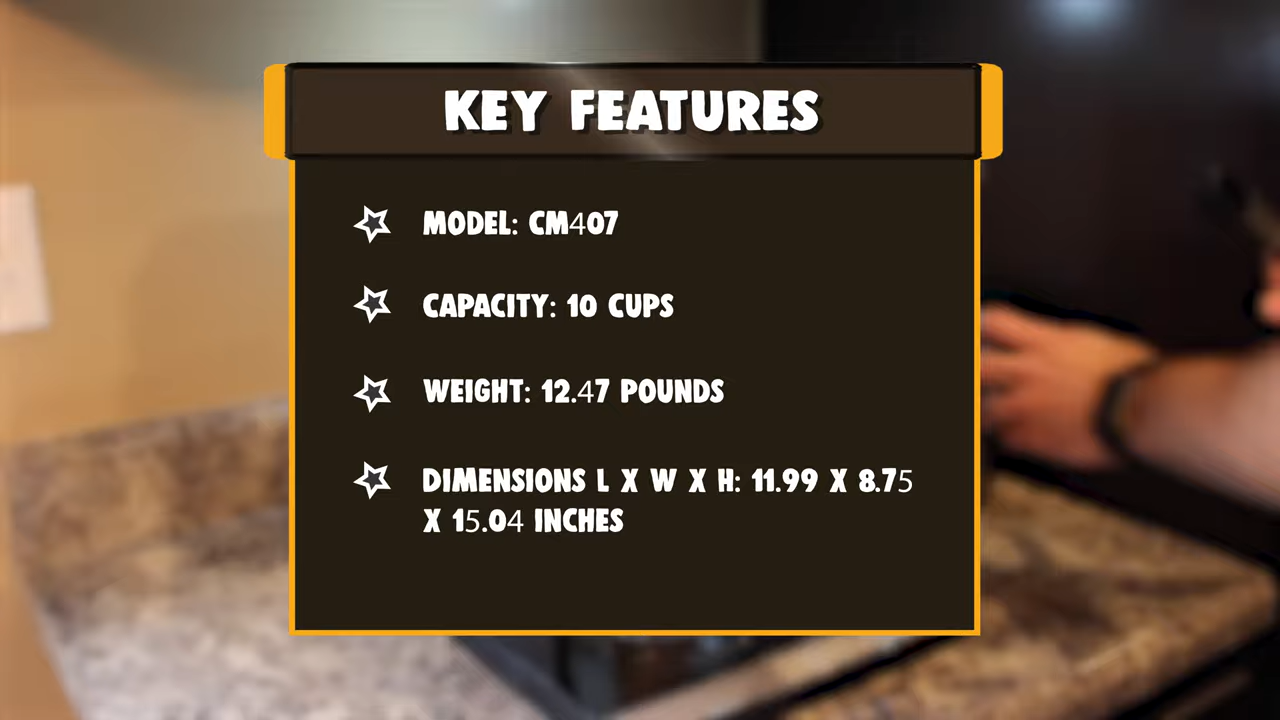 KEY FEATURES
MODEL: CM407
CAPACITY: 10 CUPS
WEIGHT: 12.47 POUNDS
DIMENSIONS L X W X H: 11.99 X 8.75
X 15.04 INCHES